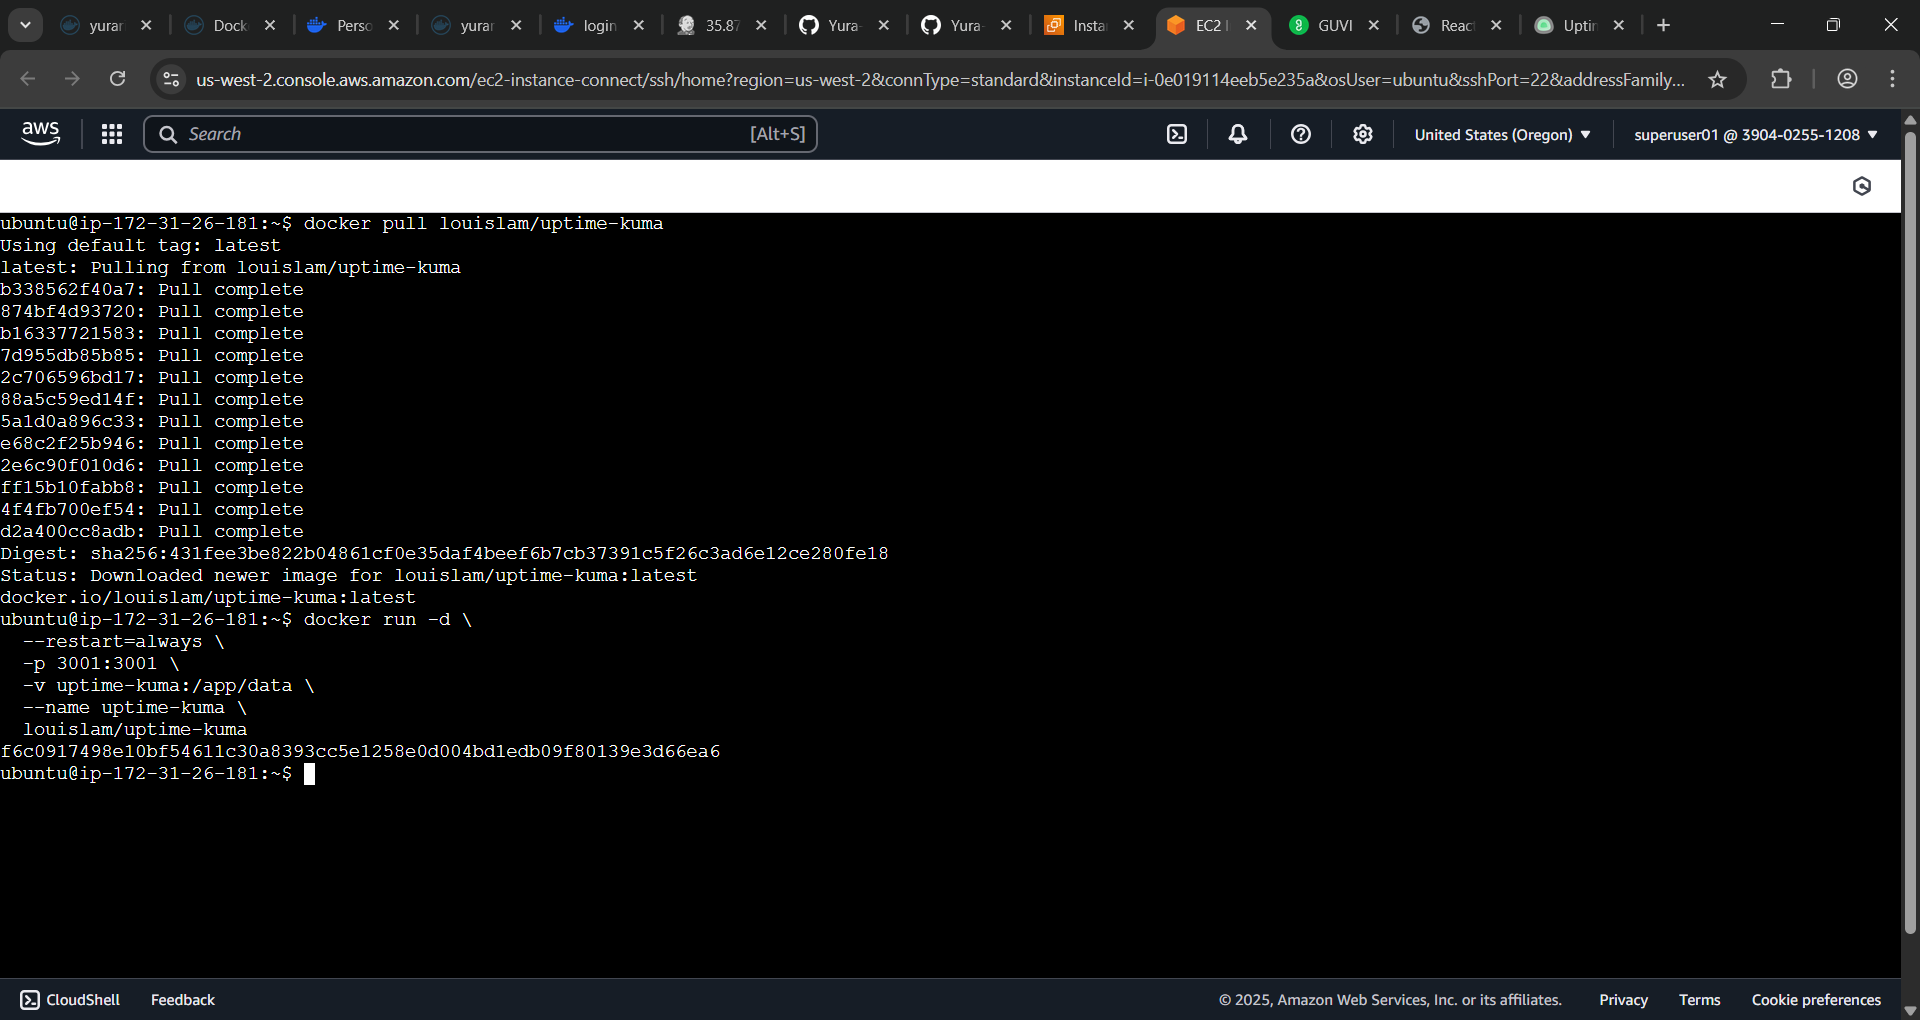 yurar
Dock
Perso
yurar
login
35.87
Yura-
Yura-
Insta
EC2 I
GUVI
React
Uptim
us-west-2.console.aws.amazon.com/ec2-instance-connect/ssh/home?region=us-west-2&connType=standard&instanceId=i-0e019114eeb5e235a&osUser=ubuntu&sshPort=22&addressFamily...
aws
Search
[Alt+S]
United States (Oregon)
superuser01 @ 3904-0255-1208
ubuntu@ip-172-31-26-181:~$ docker pull louislam/uptime-kuma
Using default tag: latest
latest: Pulling from louislam/uptime-kuma
b338562f40a7: Pull complete
874bf4d93720: Pull complete
b16337721583: Pull complete
7d955db85b85: Pull complete
2c706596bd17: Pull complete
88a5c59ed14f: Pull complete
5a1d0a896c33: Pull complete
e68c2f25b946: Pull complete
2e6c90f010d6: Pull complete
ff15b10fabb8: Pull complete
4f4fb700ef54: Pull complete
d2a400cc8adb: Pull complete
Digest: sha256:431fee3be822b04861cf0e35daf4beef6b7cb37391c5f26c3ad6e12ce280fe18
Status: Downloaded newer image for louislam/uptime-kuma:latest
docker.io/louislam/uptime-kuma:latest
ubuntu@ip-172-31-26-181:~$ docker run -d \
--restart=always \
-p 3001:3001 \
-v uptime-kuma:/app/data \
--name uptime-kuma \
louislam/uptime-kuma
f6c0917498e10bf54611c30a8393cc5e1258e0d004bd1edb09f80139e3d66ea6
ubuntu@ip-172-31-26-181:~$
CloudShell
Feedback
© 2025, Amazon Web Services, Inc. or its affiliates.
Privacy
Terms
Cookie preferences